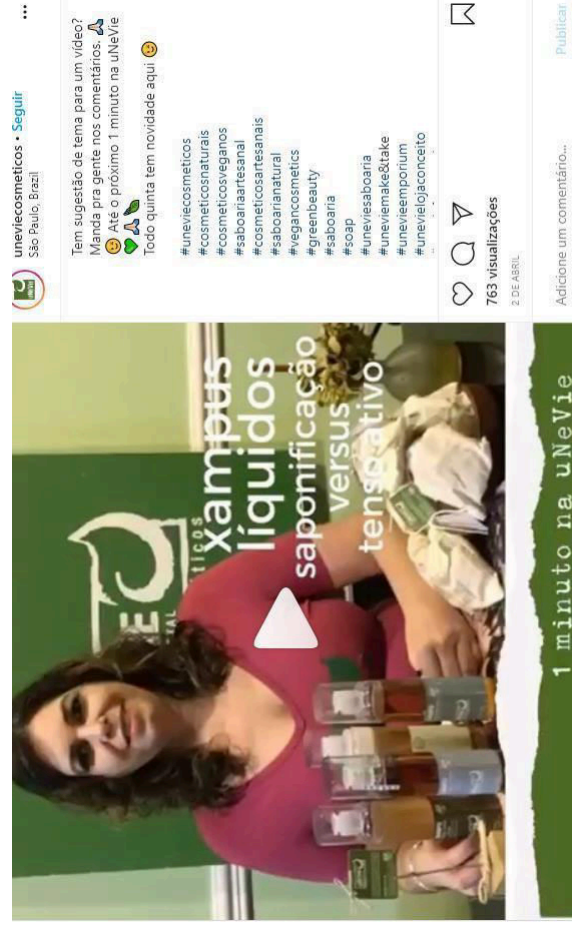 uneviecosmeticos • Seguir
São Paulo, Brazil
Tem sugestão de tema para um vídeo?
Manda pra gente nos comentários. 🙏🏻
😉 Até o próximo 1 minuto na uNeVie
💚🙏🏻🌿
Todo quinta tem novidade aqui 😉
#uneviecosmeticos
#cosmeticosnaturais
#cosmeticosveganos
#saboariaartesanal
#cosmeticosartesanais
#saboarianatural
#vegancosmetics
#greenbeauty
#saboaria
#soap
#uneviesaboaria
#uneviemake&take
#unevieemporium
#unevielojaconceito
763 visualizações
2 DE ABRIL
Adicione um comentário...
Publicar
xampus
líquidos
saponificação
versus
tensoativo
1 minuto na uNeVie